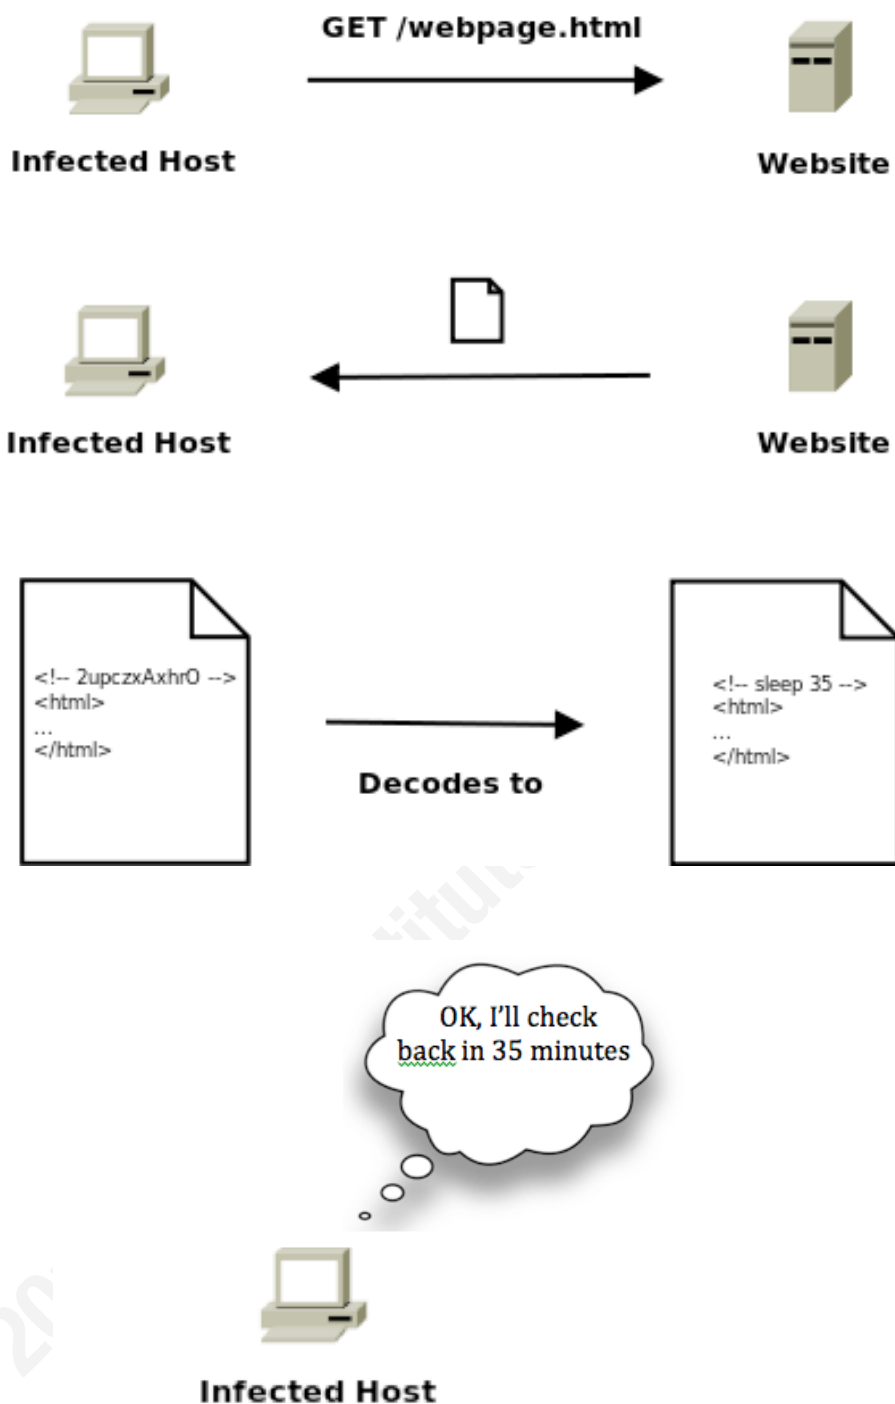 GET /webpage.html
Infected Host
Website
Infected Host
Website
<!-- 2upczxAxhrO -->
<html>
...
</html>
Decodes to
<!-- sleep 35 -->
<html>
...
</html>
OK, I'll check
back in 35 minutes
Infected Host